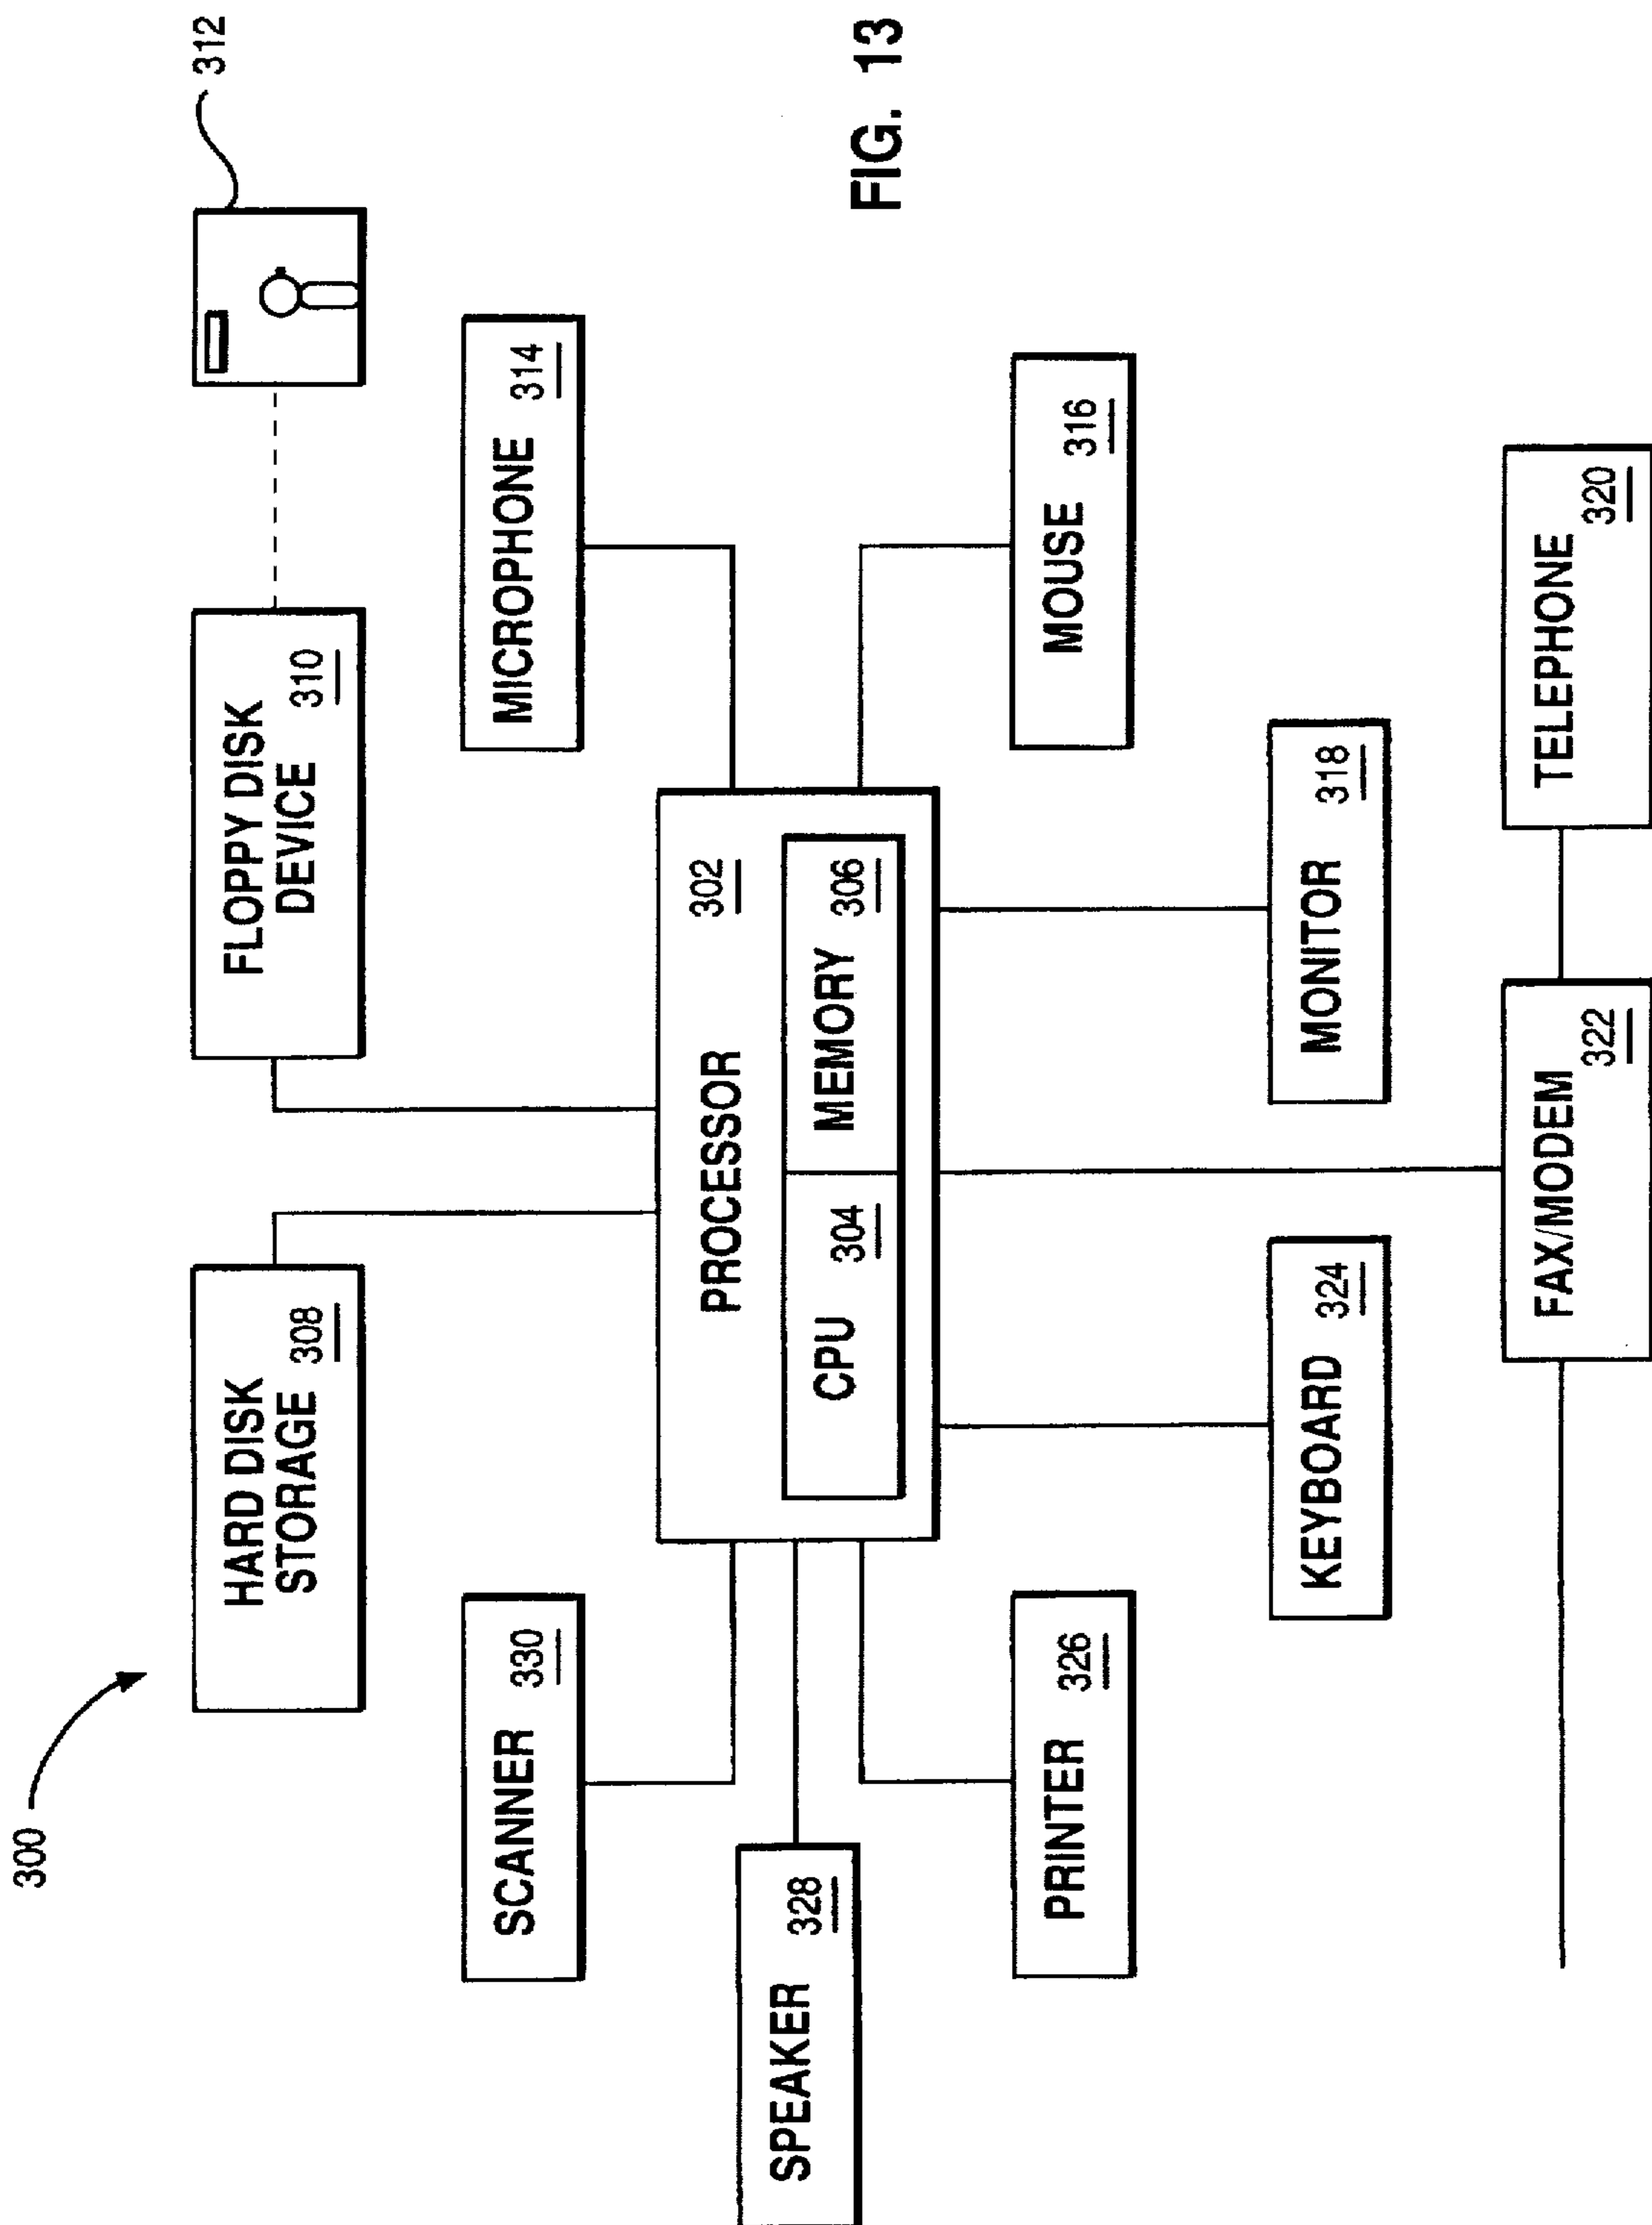 300
312
HARD DISK
STORAGE 308
FLOPPY DISK
DEVICE 310
SCANNER 330
MICROPHONE 314
PROCESSOR 302
SPEAKER 328
CPU 304
MEMORY 306
FIG. 13
PRINTER 326
MOUSE 316
KEYBOARD 324
MONITOR 318
FAX/MODEM
322
TELEPHONE
320